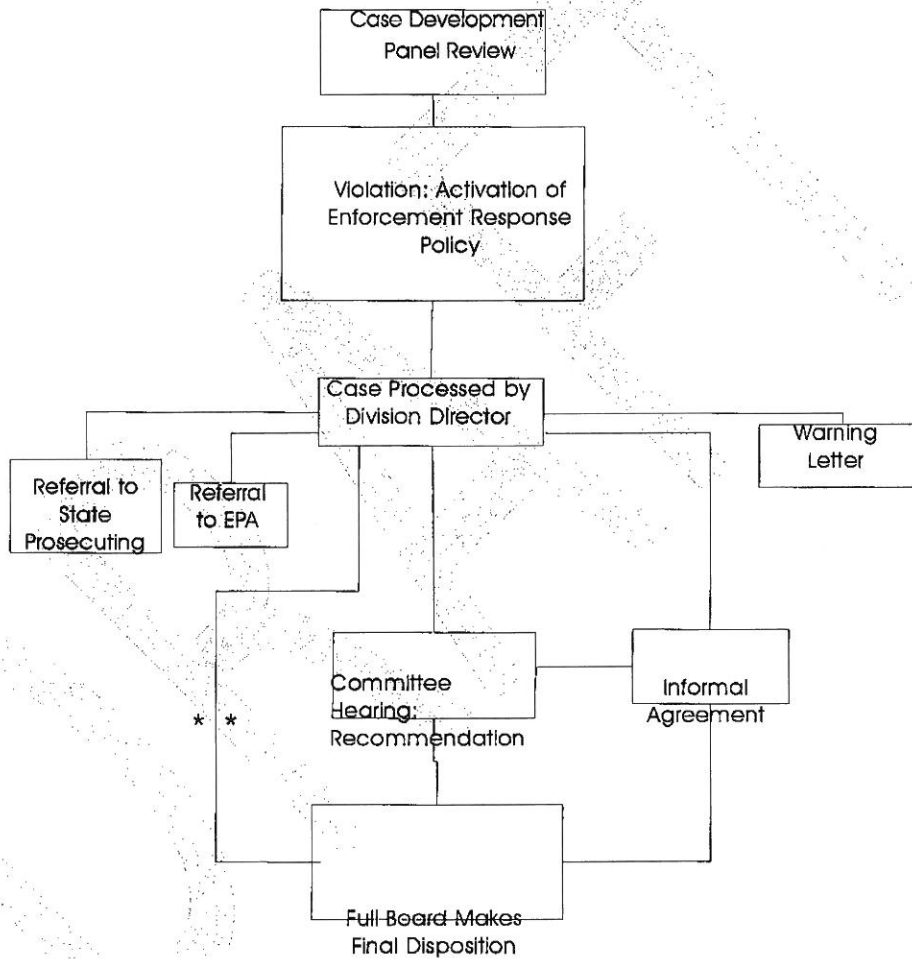 Case Development
Panel Review
Violation: Activation of
Enforcement Response
Policy
Case Processed by
Division Director
Warning
Letter
Referral to
State
Prosecuting
Referral
to EPA
Committee
Hearing:
Recommendation
Informal
Agreement
* *
Full Board Makes
Final Disposition